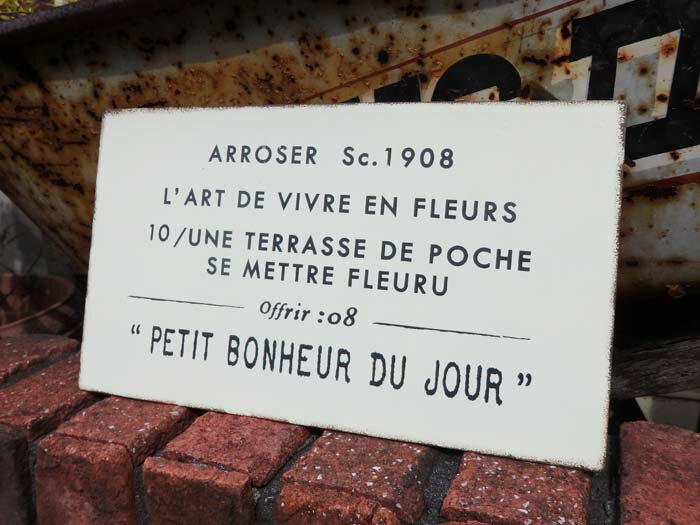 ARROSER Sc.1908
L'ART DE VIVRE EN FLEURS
10/UNE TERRASSE DE POCHE
SE METTRE FLEURU
Offrir :08
“ PETIT BONHEUR DU JOUR ”